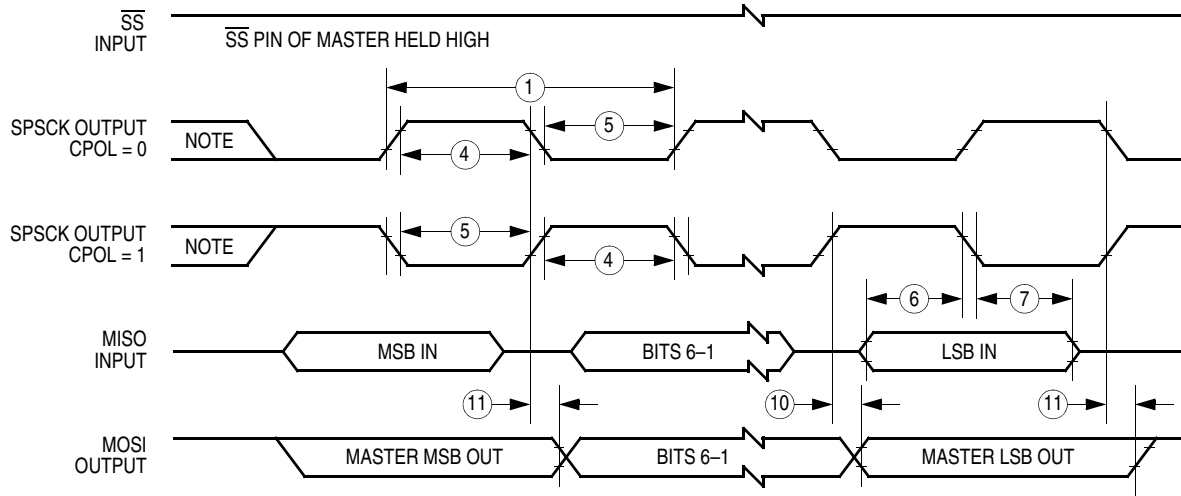 SS
INPUT
SS PIN OF MASTER HELD HIGH
1
SPSCK OUTPUT
CPOL = 0
NOTE
5
4
SPSCK OUTPUT
CPOL = 1
NOTE
5
4
6
7
MISO
INPUT
MSB IN
BITS 6–1
LSB IN
11
10
11
MOSI
OUTPUT
MASTER MSB OUT
BITS 6–1
MASTER LSB OUT